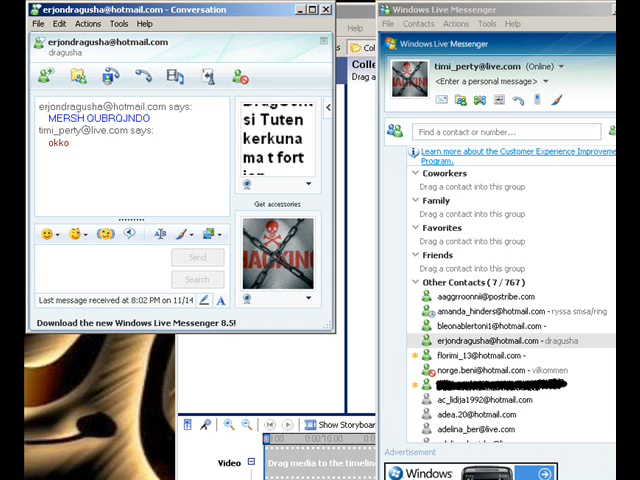 erjondragusha@hotmail.com - Conversation
File Edit Actions Tools Help
erjondragusha@hotmail.com
dragusha
erjondragusha@hotmail.com says:
MERSH QUBRQJNDO
timi_perty@live.com says:
okko
si Tuten
kerkuna
ma t fort
Get accessories
HACKING
Send
Search
Last message received at 8:02 PM on 11/14
A
Download the new Windows Live Messenger 8.5!
Help
Col
Colle
Drag a
Windows Live Messenger
File Contacts Actions Tools Help
Windows Live Messenger
timi_perty@live.com (Online)
<Enter a personal message>
Find a contact or number...
Learn more about the Customer Experience Improveme
Program.
Coworkers
Drag a contact into this group
Family
Drag a contact into this group
Favorites
Drag a contact into this group
Friends
Drag a contact into this group
Other Contacts ( 7 / 767 )
aaggrroonnii@postribe.com
amanda_hinders@hotmail.com - ryssa smsa/ring
bleonablertoni1@hotmail.com -
erjondragusha@hotmail.com - dragusha
florimi_13@hotmail.com -
norge.beni@hotmail.com - vilkommen
ac_lidija1992@hotmail.com
adea.20@hotmail.com
adelina_ber@live.com
Advertisement
Windows
Show Storyboard
00:00:10.00
Video
Drag media to the timeline